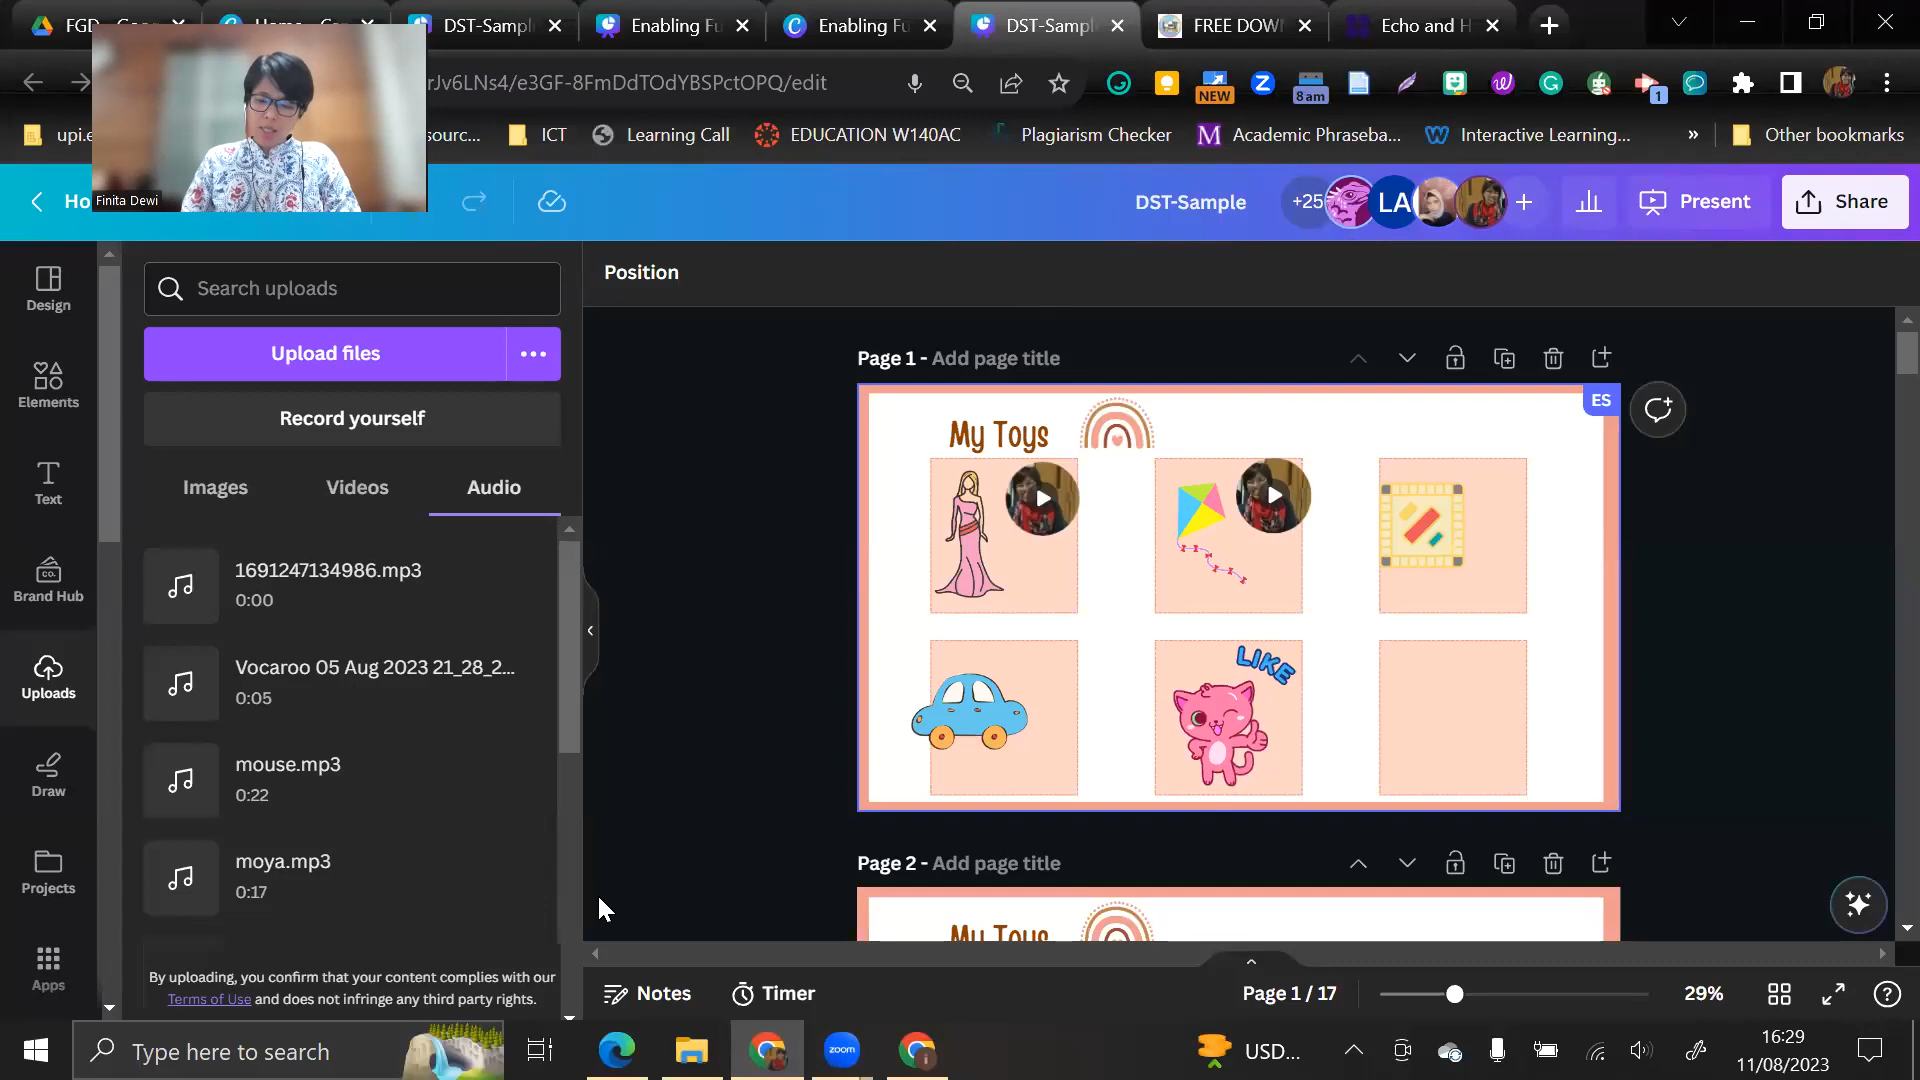 FGD - Goo
Home - Ca
DST-Sampl
Enabling Fu
Enabling Fu
DST-Sampl
FREE DOW
Echo and H
rJv6LNs4/e3GF-8FmDdTOdYBSPctOPQ/edit
NEW
8am
1
upi.e
sourc...
ICT
Learning Call
EDUCATION W140AC
Plagiarism Checker
Academic Phraseba...
Interactive Learning...
»
Other bookmarks
Finita Dewi
Ho
DST-Sample
+25
LA
Present
Share
Design
Elements
Text
Brand Hub
Uploads
Draw
Projects
Apps
Search uploads
Upload files
Record yourself
Images
Videos
Audio
1691247134986.mp3
0:00
Vocaroo 05 Aug 2023 21_28_2...
0:05
mouse.mp3
0:22
moya.mp3
0:17
By uploading, you confirm that your content complies with our
Terms of Use and does not infringe any third party rights.
Position
Page 1 - Add page title
ES
My Toys
LIKE
Page 2 - Add page title
My Toys
Notes
Timer
Page 1 / 17
29%
Type here to search
zoom
USD...
16:29
11/08/2023